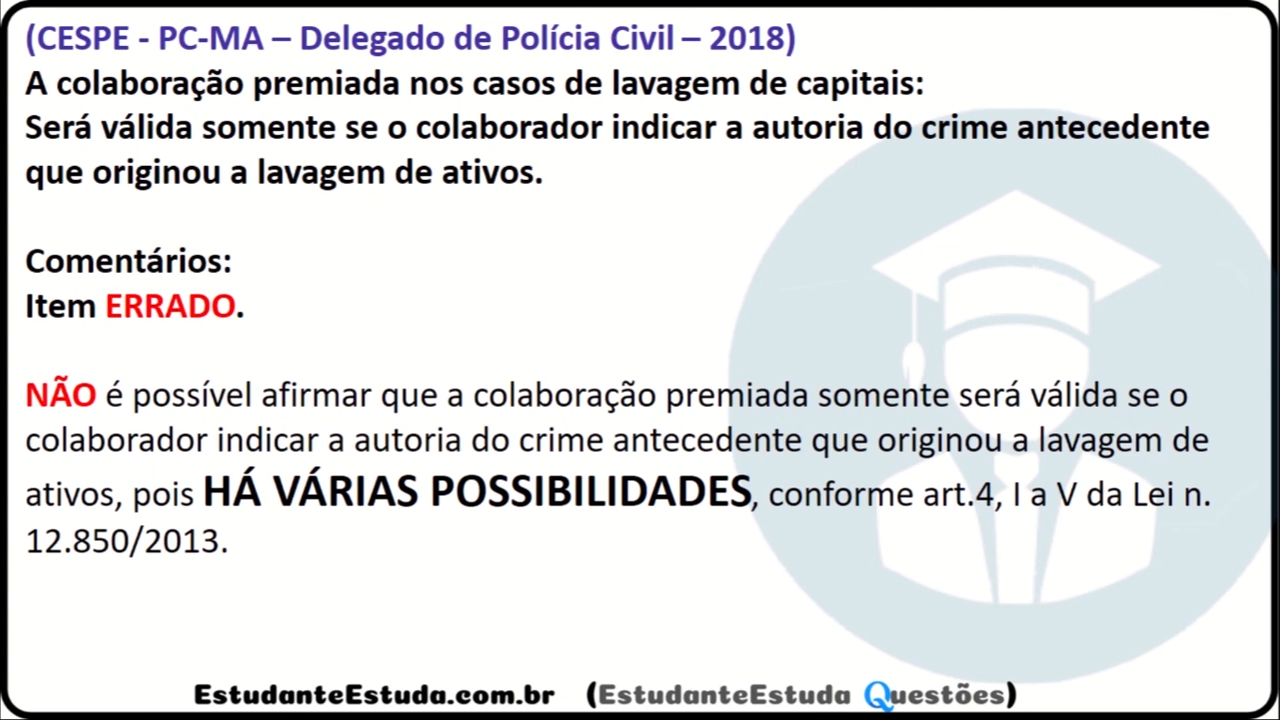 (CESPE - PC-MA – Delegado de Polícia Civil – 2018)
A colaboração premiada nos casos de lavagem de capitais:
Será válida somente se o colaborador indicar a autoria do crime antecedente
que originou a lavagem de ativos.
Comentários:
Item ERRADO.
NÃO é possível afirmar que a colaboração premiada somente será válida se o
colaborador indicar a autoria do crime antecedente que originou a lavagem de
ativos, pois HÁ VÁRIAS POSSIBILIDADES, conforme art.4, I a V da Lei n.
12.850/2013.
EstudanteEstuda.com.br (EstudanteEstuda Questões)